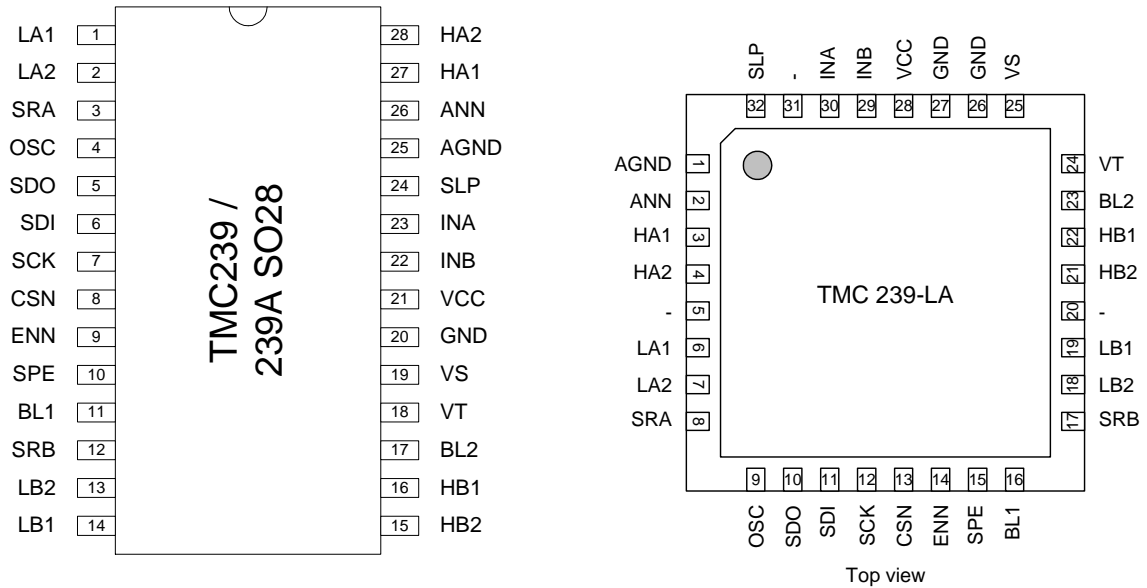 LA1 1
LA2 2
SRA 3
OSC 4
SDO 5
SDI 6
SCK 7
CSN 8
ENN 9
SPE 10
BL1 11
SRB 12
LB2 13
LB1 14
TMC239 /
239A SO28
28 HA2
27 HA1
26 ANN
25 AGND
24 SLP
23 INA
22 INB
21 VCC
20 GND
19 VS
18 VT
17 BL2
16 HB1
15 HB2
SLP - INA INB VCC GND GND VS
32 31 30 29 28 27 26 25
AGND 1
ANN 2
HA1 3
HA2 4
- 5
LA1 6
LA2 7
SRA 8
TMC 239-LA
24 VT
23 BL2
22 HB1
21 HB2
20 -
19 LB1
18 LB2
17 SRB
9 10 11 12 13 14 15 16
OSC SDO SDI SCK CSN ENN SPE BL1
Top view